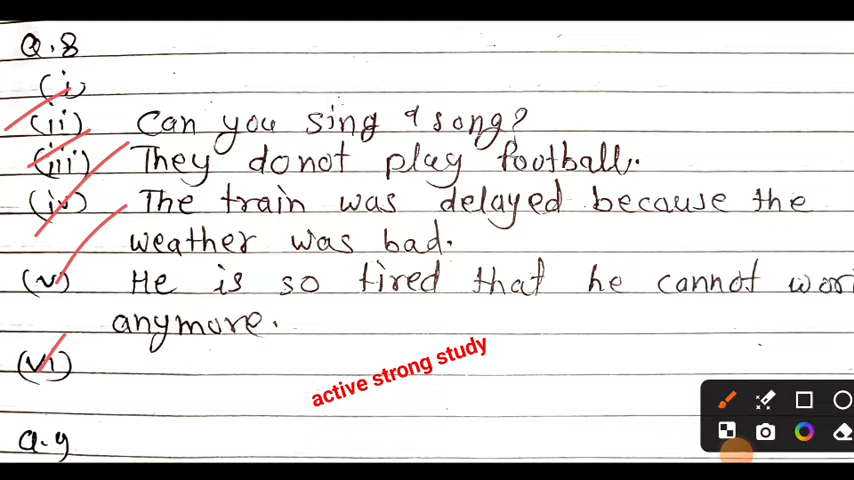 Q.8
(i)
(ii) Can you sing a song?
(iii) They donot play football.
(iv) The train was delayed because the
weather was bad.
(v) He is so tired that he cannot wor
anymore.
(vi)
active strong study
Q.9